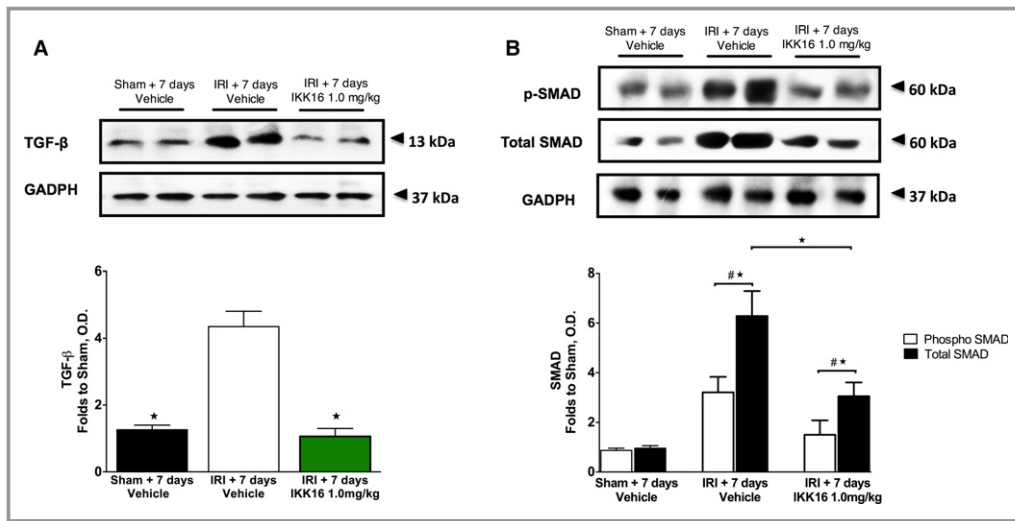 A
Sham + 7 days
Vehicle
IRI + 7 days
Vehicle
IRI + 7 days
IKK16 1.0 mg/kg
TGF-β
13 kDa
GADPH
37 kDa
6
4
2
0
TGF-β
Folds to Sham, O.D.
★
★
Sham + 7 days
Vehicle
IRI + 7 days
Vehicle
IRI + 7 days
IKK16 1.0mg/kg
B
Sham + 7 days
Vehicle
IRI + 7 days
Vehicle
IRI + 7 days
IKK16 1.0 mg/kg
p-SMAD
60 kDa
Total SMAD
60 kDa
GADPH
37 kDa
8
6
4
2
0
SMAD
Folds to Sham, O.D.
★
#★
#★
Phospho SMAD
Total SMAD
Sham + 7 days
Vehicle
IRI + 7 days
Vehicle
IRI + 7 days
IKK16 1.0mg/kg